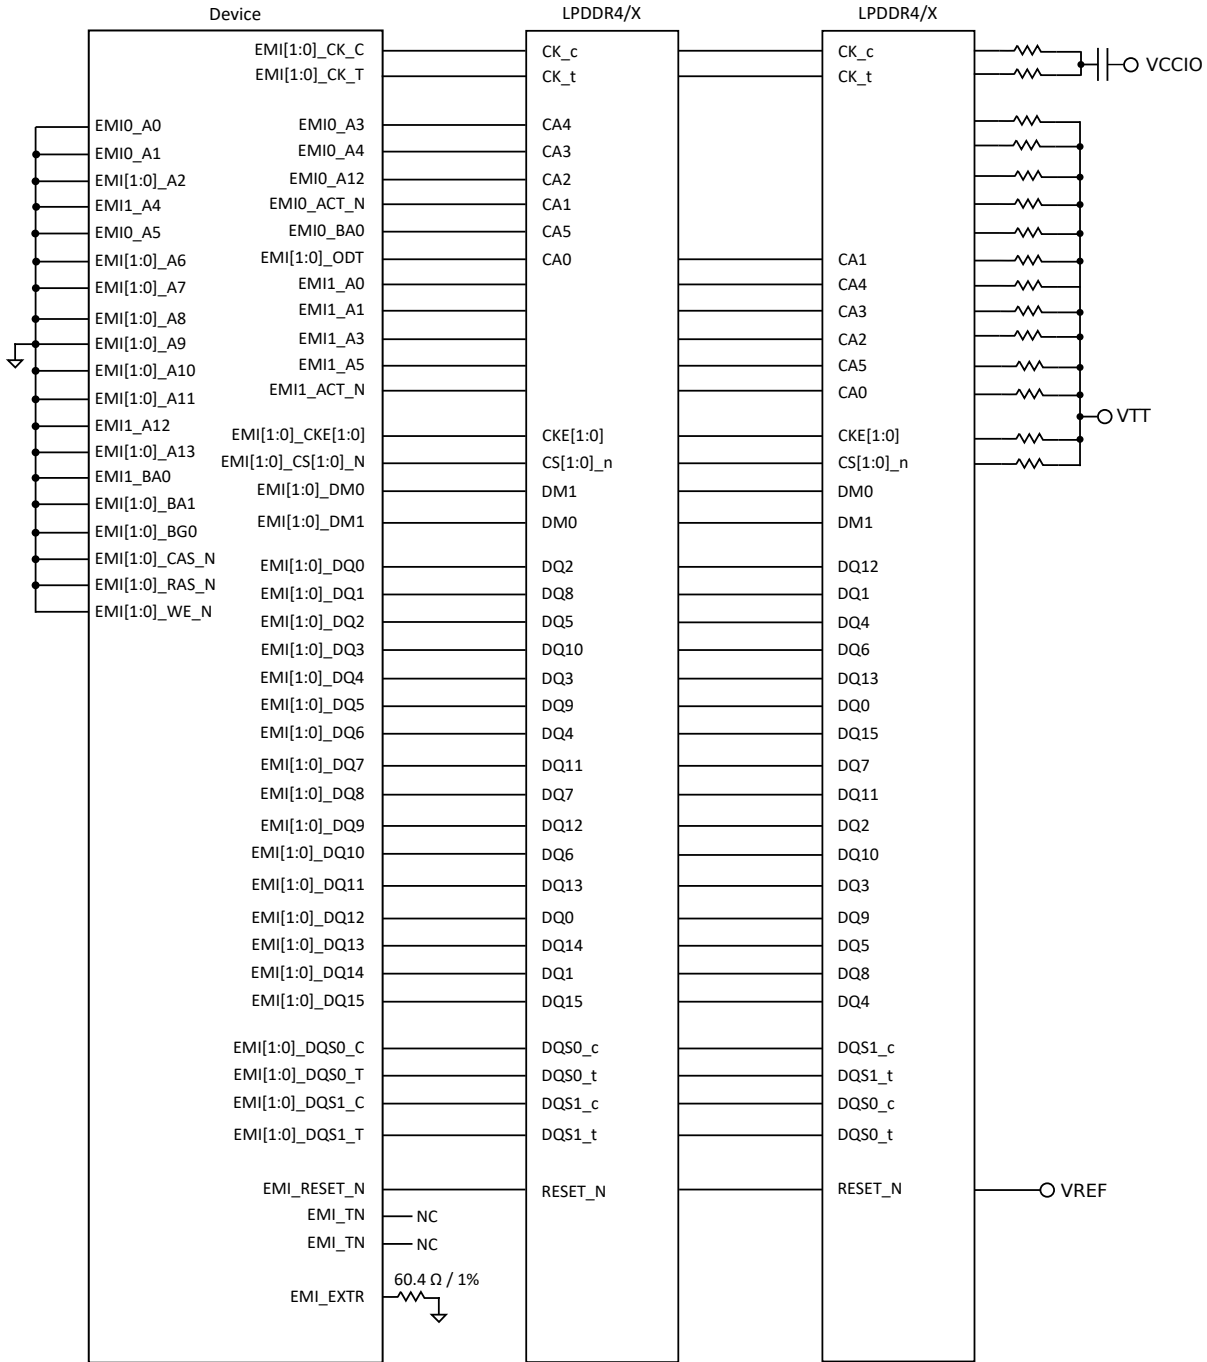 Device
LPDDR4/X
LPDDR4/X
EMI[1:0]_CK_C
CK_c
CK_c
EMI[1:0]_CK_T
CK_t
CK_t
VCCIO
EMI0_A0
EMI0_A1
EMI[1:0]_A2
EMI1_A4
EMI0_A5
EMI[1:0]_A6
EMI[1:0]_A7
EMI[1:0]_A8
EMI[1:0]_A9
EMI[1:0]_A10
EMI[1:0]_A11
EMI1_A12
EMI[1:0]_A13
EMI1_BA0
EMI[1:0]_BA1
EMI[1:0]_BG0
EMI[1:0]_CAS_N
EMI[1:0]_RAS_N
EMI[1:0]_WE_N
EMI0_A3
CA4
EMI0_A4
CA3
EMI0_A12
CA2
EMI0_ACT_N
CA1
EMI0_BA0
CA5
EMI[1:0]_ODT
CA0
CA1
EMI1_A0
CA4
EMI1_A1
CA3
EMI1_A3
CA2
EMI1_A5
CA5
EMI1_ACT_N
CA0
VTT
EMI[1:0]_CKE[1:0]
CKE[1:0]
CKE[1:0]
EMI[1:0]_CS[1:0]_N
CS[1:0]_n
CS[1:0]_n
EMI[1:0]_DM0
DM1
DM0
EMI[1:0]_DM1
DM0
DM1
EMI[1:0]_DQ0
DQ2
DQ12
EMI[1:0]_DQ1
DQ8
DQ1
EMI[1:0]_DQ2
DQ5
DQ4
EMI[1:0]_DQ3
DQ10
DQ6
EMI[1:0]_DQ4
DQ3
DQ13
EMI[1:0]_DQ5
DQ9
DQ0
EMI[1:0]_DQ6
DQ4
DQ15
EMI[1:0]_DQ7
DQ11
DQ7
EMI[1:0]_DQ8
DQ7
DQ11
EMI[1:0]_DQ9
DQ12
DQ2
EMI[1:0]_DQ10
DQ6
DQ10
EMI[1:0]_DQ11
DQ13
DQ3
EMI[1:0]_DQ12
DQ0
DQ9
EMI[1:0]_DQ13
DQ14
DQ5
EMI[1:0]_DQ14
DQ1
DQ8
EMI[1:0]_DQ15
DQ15
DQ4
EMI[1:0]_DQS0_C
DQS0_c
DQS1_c
EMI[1:0]_DQS0_T
DQS0_t
DQS1_t
EMI[1:0]_DQS1_C
DQS1_c
DQS0_c
EMI[1:0]_DQS1_T
DQS1_t
DQS0_t
EMI_RESET_N
RESET_N
RESET_N
VREF
EMI_TN
NC
EMI_TN
NC
60.4 Ω / 1%
EMI_EXTR